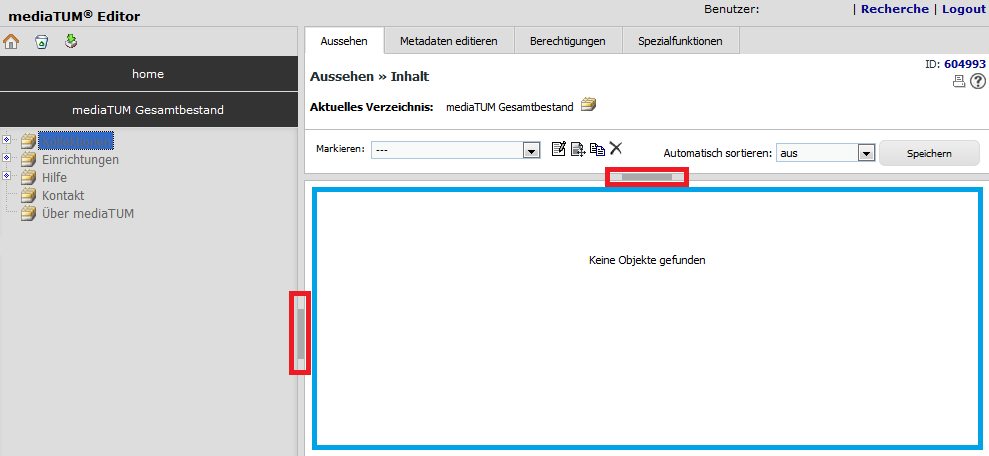 mediaTUM® Editor
Benutzer: | Recherche | Logout
home
mediaTUM Gesamtbestand
Einrichtungen
Hilfe
Kontakt
Über mediaTUM
Aussehen Metadaten editieren Berechtigungen Spezialfunktionen
ID: 604993
Aussehen » Inhalt
Aktuelles Verzeichnis: mediaTUM Gesamtbestand
Markieren: --- Automatisch sortieren: aus Speichern
Keine Objekte gefunden